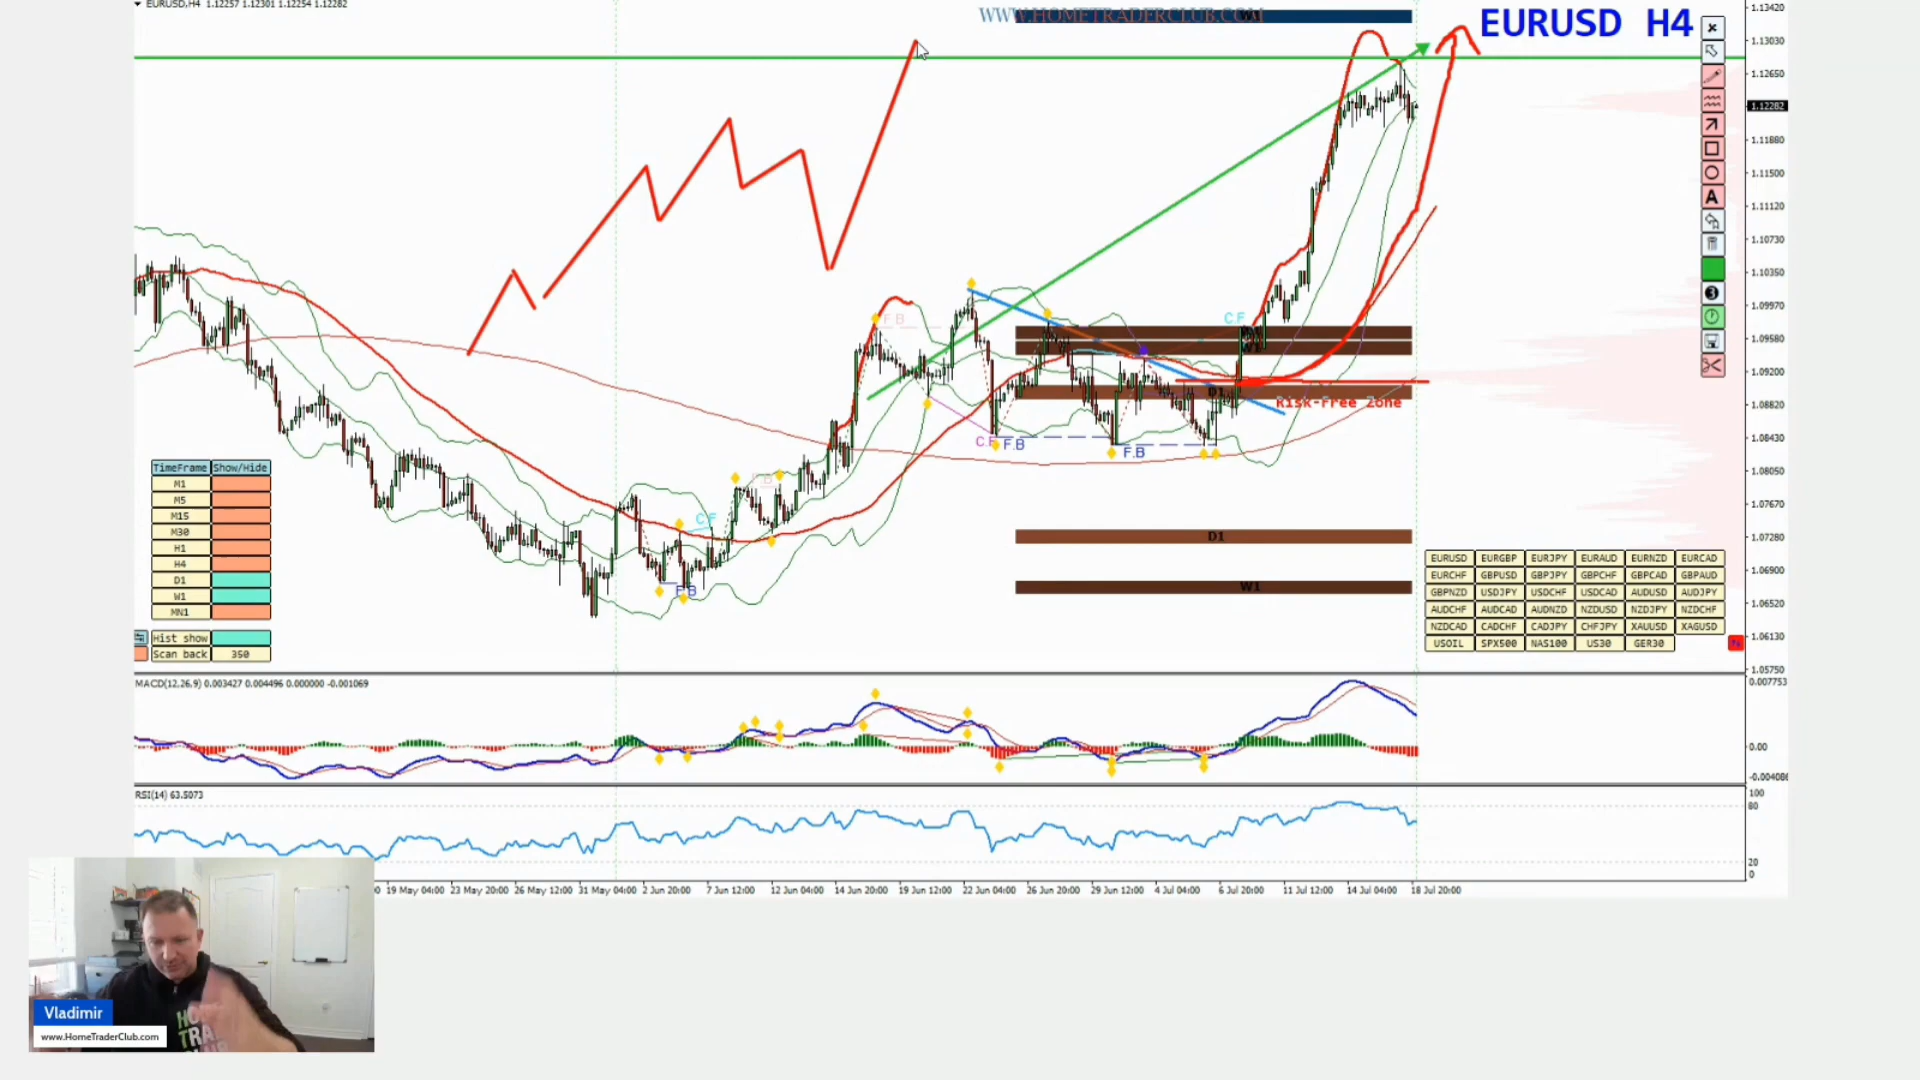 EURUSD,H4 1.12257 1.12301 1.12254 1.12282
WWW.HOMETRADERCLUB.COM
W1
EURUSD H4
1.13420
1.13030
1.12650
1.12282
1.11880
1.11500
1.11120
1.10730
1.10350
1.09970
1.09580
1.09200
1.08820
1.08430
1.08050
1.07670
1.07280
1.06900
1.06520
1.06130
1.05750
A
3
F.B
C.F
W1
D1
Risk-Free Zone
C.F
F.B
F.B
F.B
C.F
F.B
D1
W1
TimeFrame Show/Hide
M1
M5
M15
M30
H1
H4
D1
W1
MN1
Hist show
Scan back 350
EURUSD EURGBP EURJPY EURAUD EURNZD EURCAD
EURCHF GBPUSD GBPJPY GBPCHF GBPCAD GBPAUD
GBPNZD USDJPY USDCHF USDCAD AUDUSD AUDJPY
AUDCHF AUDCAD AUDNZD NZDUSD NZDJPY NZDCHF
NZDCAD CADCHF CADJPY CHFJPY XAUUSD XAGUSD
USOIL SPX500 NAS100 US30 GER30
MACD(12,26,9) 0.003427 0.004496 0.000000 -0.001069
0.007753
0.00
-0.004086
RSI(14) 63.5073
100
80
20
0
19 May 04:00 23 May 20:00 26 May 12:00 31 May 04:00 2 Jun 20:00 7 Jun 12:00 12 Jun 04:00 14 Jun 20:00 19 Jun 12:00 22 Jun 04:00 26 Jun 20:00 29 Jun 12:00 4 Jul 04:00 6 Jul 20:00 11 Jul 12:00 14 Jul 04:00 18 Jul 20:00
Vladimir
www.HomeTraderClub.com